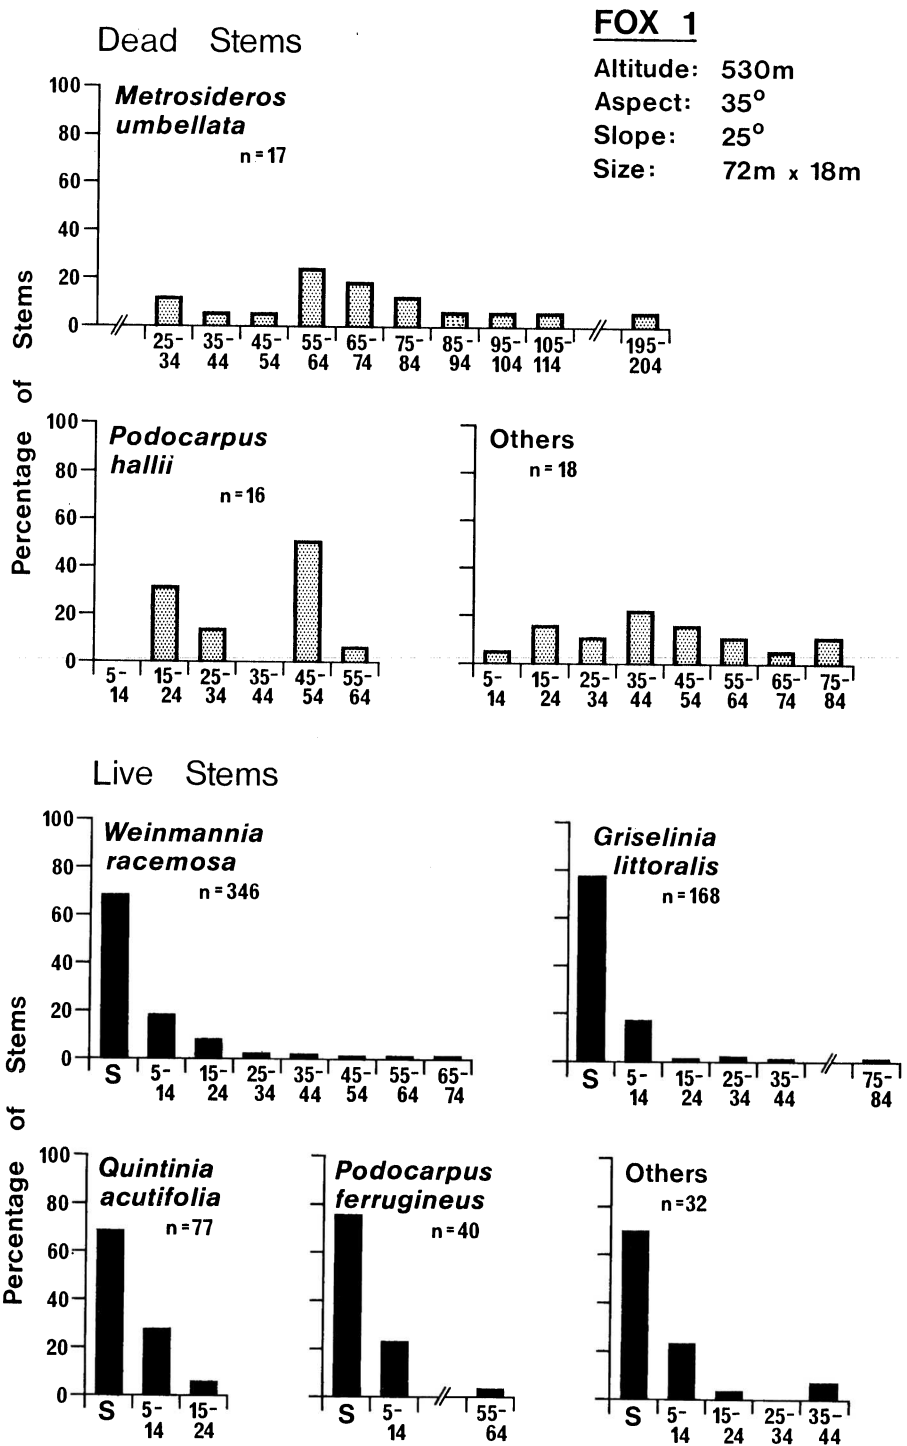 Dead Stems
FOX 1
Altitude: 530m
Aspect: 35°
Slope: 25°
Size: 72m x 18m
Percentage of Stems
100
80
60
40
20
0
Metrosideros
umbellata
n=17
25- 35- 45- 55- 65- 75- 85- 95- 105- 195-
34 44 54 64 74 84 94 104 114 204
100
80
60
40
20
0
Podocarpus
hallii
n=16
5- 15- 25- 35- 45- 55-
14 24 34 44 54 64
Others
n=18
5- 15- 25- 35- 45- 55- 65- 75-
14 24 34 44 54 64 74 84
Live Stems
Percentage of Stems
100
80
60
40
20
0
Weinmannia
racemosa
n=346
S 5- 15- 25- 35- 45- 55- 65-
14 24 34 44 54 64 74
Griselinia
littoralis
n=168
S 5- 15- 25- 35- 75-
14 24 34 44 84
100
80
60
40
20
0
Quintinia
acutifolia
n=77
S 5- 15-
14 24
Podocarpus
ferrugineus
n=40
S 5- 55-
14 64
Others
n=32
S 5- 15- 25- 35-
14 24 34 44